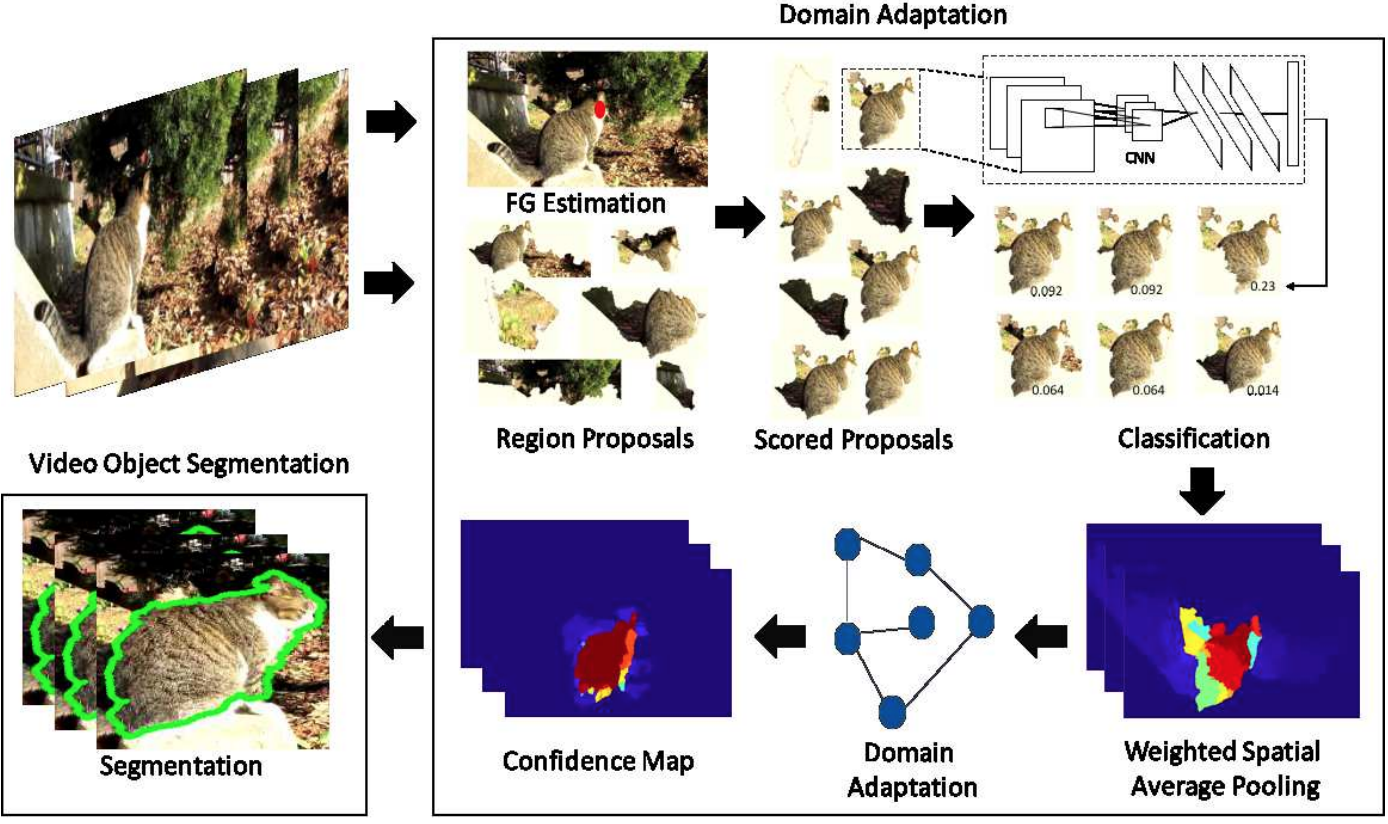 Domain Adaptation
FG Estimation
CNN
0.092
0.092
0.23
0.064
0.064
0.014
Region Proposals
Scored Proposals
Classification
Video Object Segmentation
Segmentation
Confidence Map
Domain
Adaptation
Weighted Spatial
Average Pooling